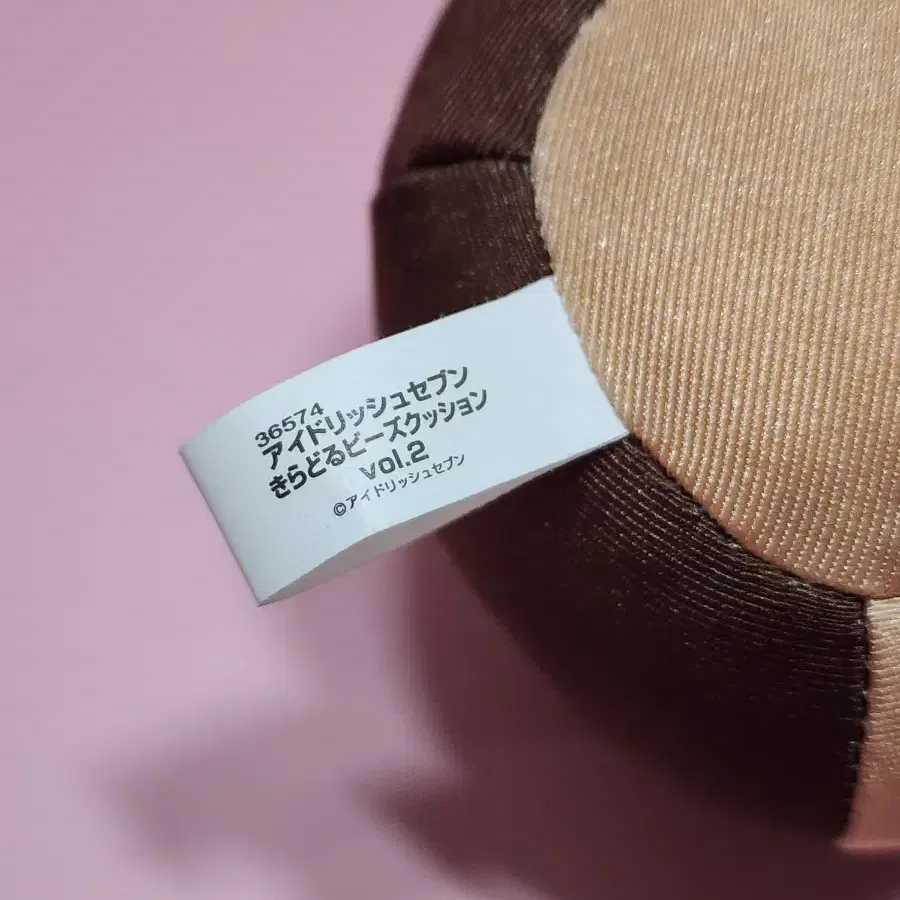 36574
アイドリッシュセブン
きらどるビーズクッション
vol.2
©アイドリッシュセブン